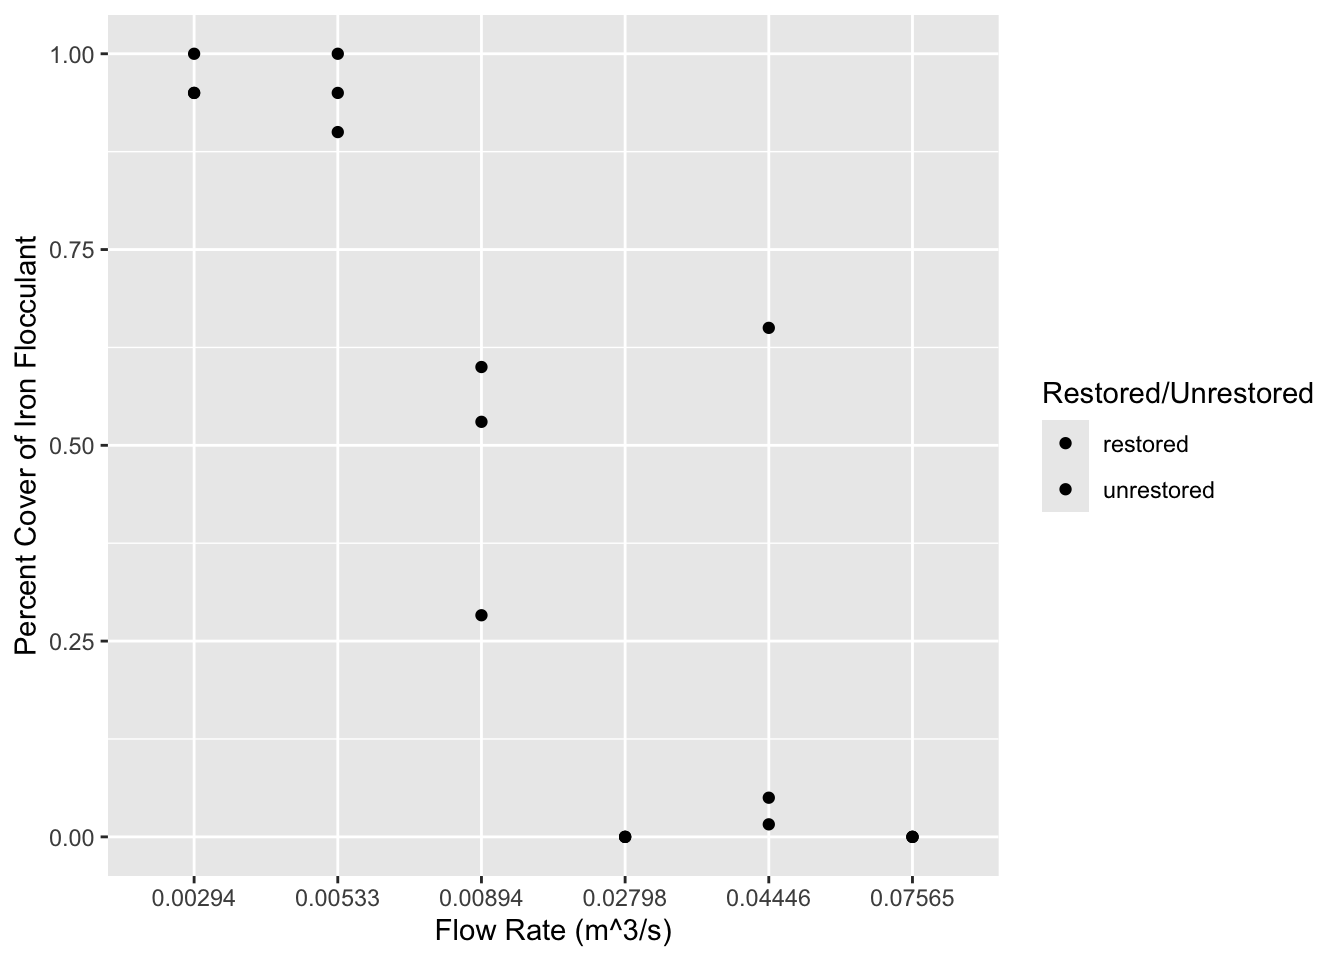 1.00
0.75
0.50
0.25
0.00
Percent Cover of Iron Flocculant
0.00294 0.00533 0.00894 0.02798 0.04446 0.07565
Flow Rate (m^3/s)
Restored/Unrestored
restored
unrestored